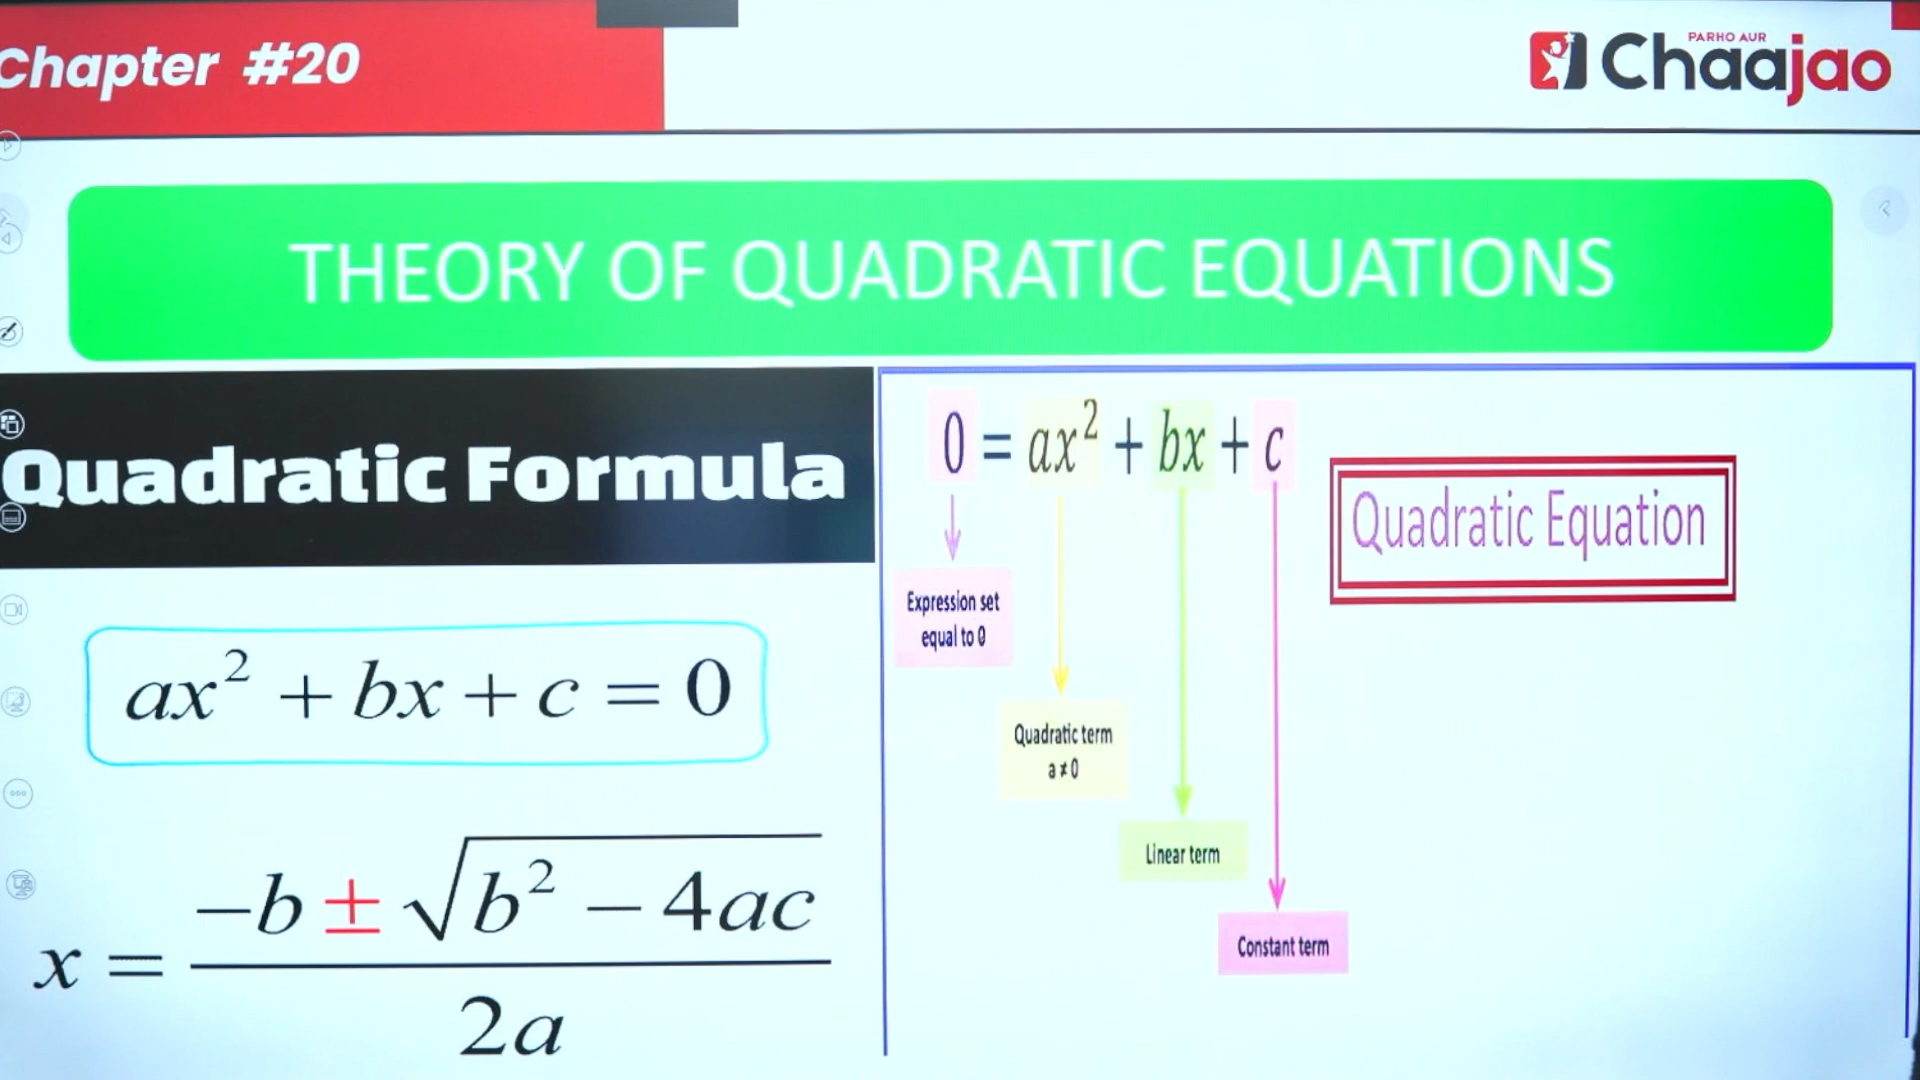 Chapter #20
PARHO AUR
Chaajao
THEORY OF QUADRATIC EQUATIONS
Quadratic Formula
ax² + bx + c = 0
x = (-b ± √(b² - 4ac)) / 2a
0 = ax² + bx + c
Quadratic Equation
Expression set
equal to 0
Quadratic term
a ≠ 0
Linear term
Constant term